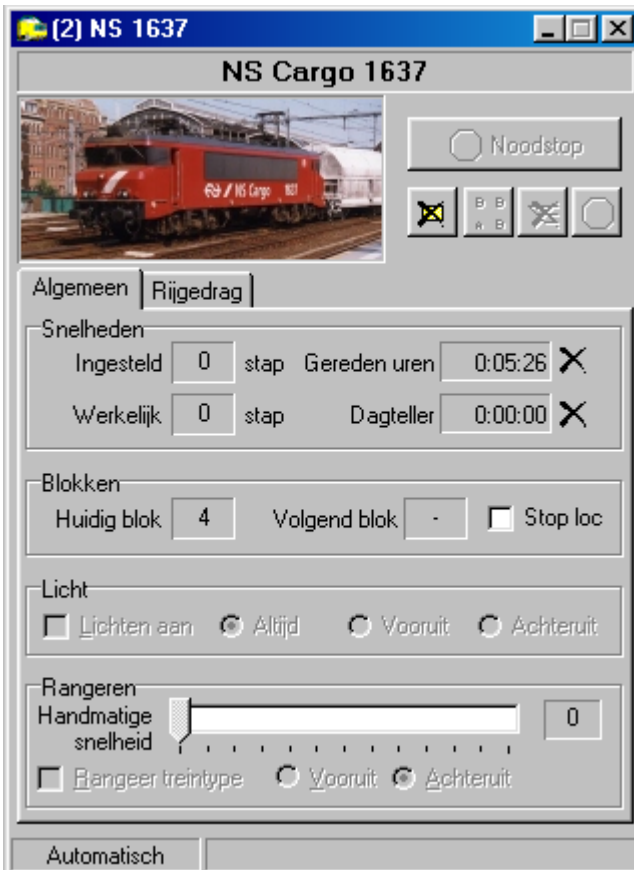 (2) NS 1637
NS Cargo 1637
NS Cargo 1637
Noodstop
B B
A B
Algemeen Rijgedrag
Snelheden
Ingesteld 0 stap Gereden uren 0:05:26
Werkelijk 0 stap Dagteller 0:00:00
Blokken
Huidig blok 4 Volgend blok - Stop loc
Licht
Lichten aan Altijd Vooruit Achteruit
Rangeren
Handmatige
snelheid 0
Rangeer treintype Vooruit Achteruit
Automatisch